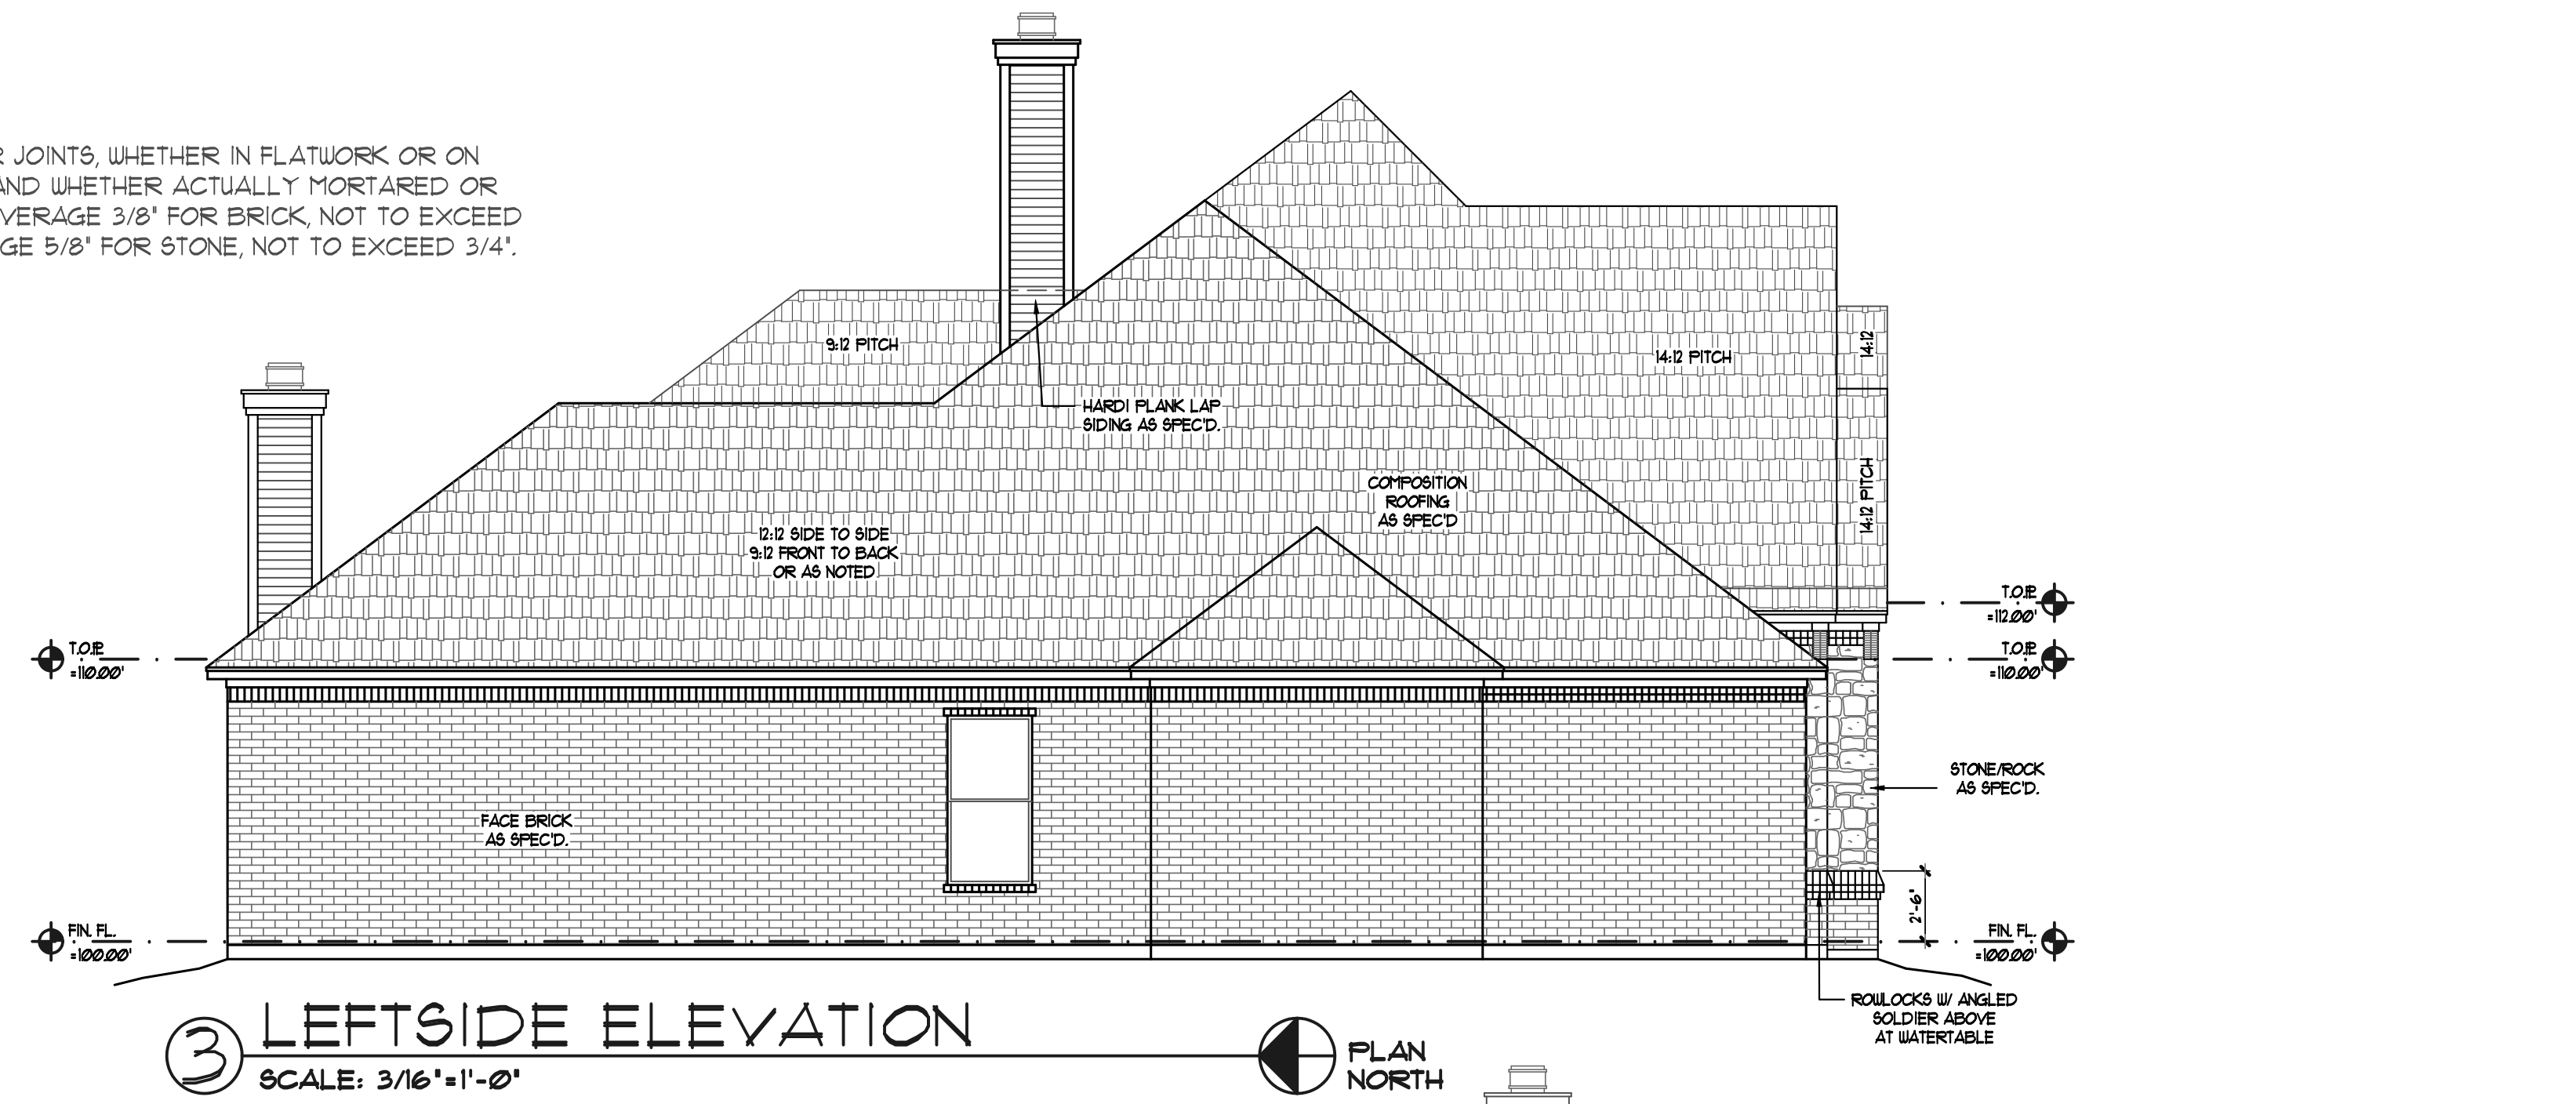 JOINTS, WHETHER IN FLATWORK OR ON
AND WHETHER ACTUALLY MORTARED OR
VERAGE 3/8" FOR BRICK, NOT TO EXCEED
GE 5/8" FOR STONE, NOT TO EXCEED 3/4".
9:12 PITCH
14:12 PITCH
14:12
HARDI PLANK LAP
SIDING AS SPEC'D.
COMPOSITION
ROOFING
AS SPEC'D
14:12 PITCH
12:12 SIDE TO SIDE
9:12 FRONT TO BACK
OR AS NOTED
T.O.P.
=112.00'
T.O.P.
=110.00'
T.O.P.
=110.00'
STONE/ROCK
AS SPEC'D.
FACE BRICK
AS SPEC'D.
2'-6"
FIN. FL.
=100.00'
FIN. FL.
=100.00'
ROWLOCKS W/ ANGLED
SOLDIER ABOVE
AT WATERTABLE
3
LEFTSIDE ELEVATION
SCALE: 3/16"=1'-0"
PLAN
NORTH